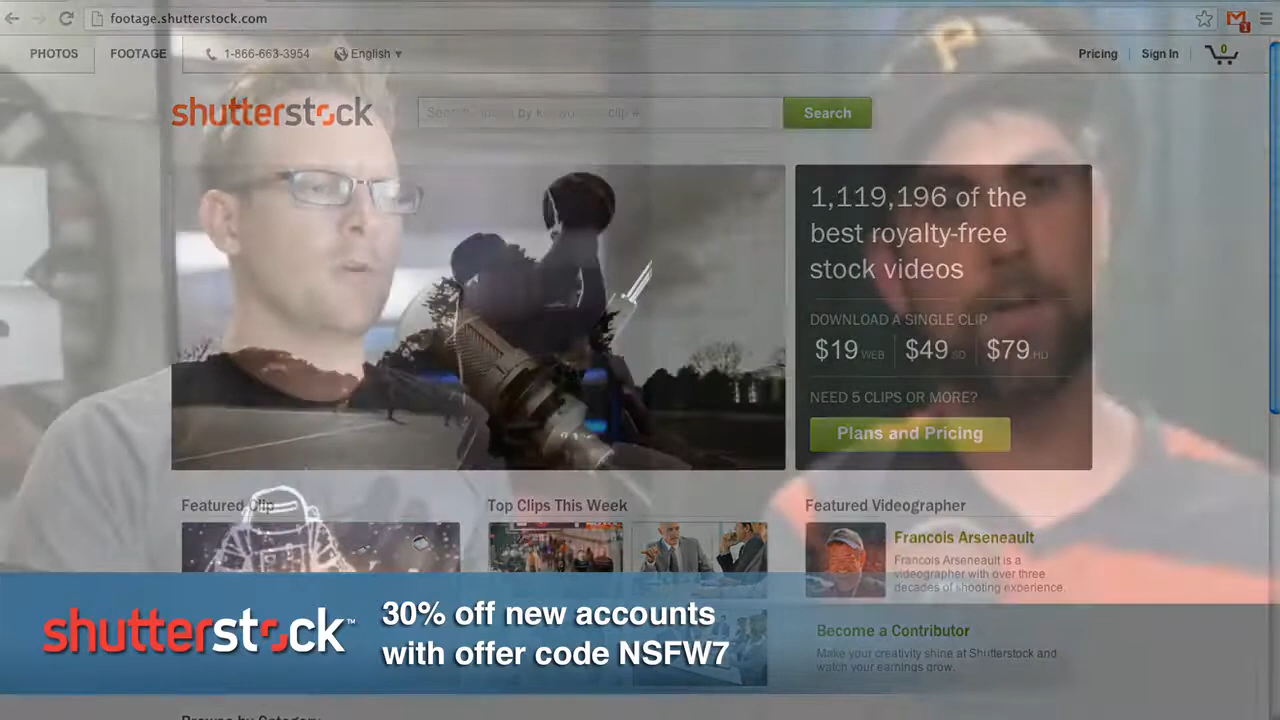 footage.shutterstock.com
PHOTOS
FOOTAGE
1-866-663-3954
English
Pricing
Sign In
0
shutterstock
Search
1,119,196 of the
best royalty-free
stock videos
DOWNLOAD A SINGLE CLIP
$19 WEB
$49 SD
$79 HD
NEED 5 CLIPS OR MORE?
Plans and Pricing
Featured Clip
Top Clips This Week
Featured Videographer
Francois Arseneault
Francois Arseneault is a
videographer with over three
decades of shooting experience.
Become a Contributor
Make your creativity shine at Shutterstock and
watch your earnings grow.
shutterstock™
30% off new accounts
with offer code NSFW7